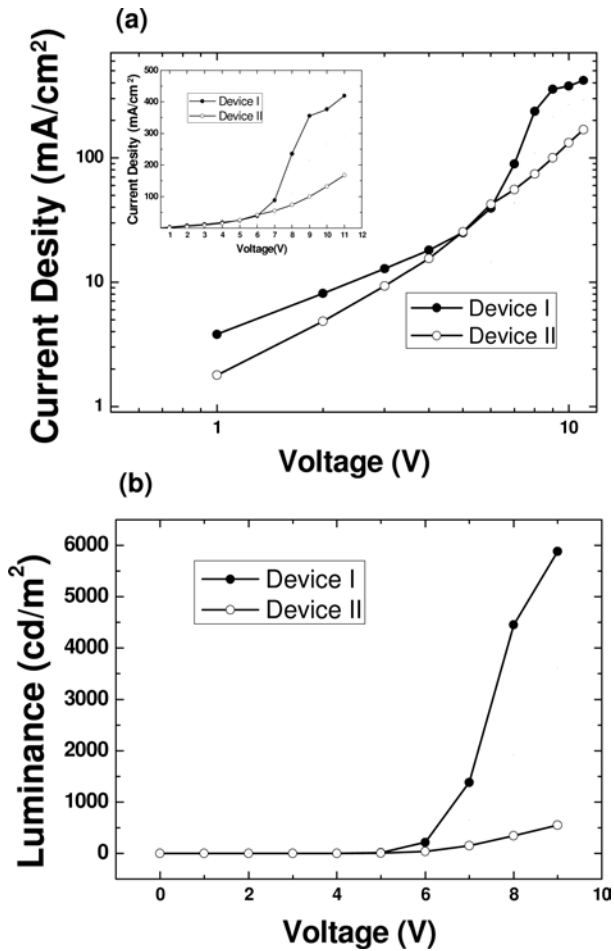 (a)
Current Desity (mA/cm²)
100
10
1
500
400
300
200
100
Current Desity (mA/cm²)
Device I
Device II
1 2 3 4 5 6 7 8 9 10 11 12
Voltage(V)
Device I
Device II
1 10
Voltage (V)
(b)
Luminance (cd/m²)
6000
5000
4000
3000
2000
1000
0
Device I
Device II
0 2 4 6 8 10
Voltage (V)